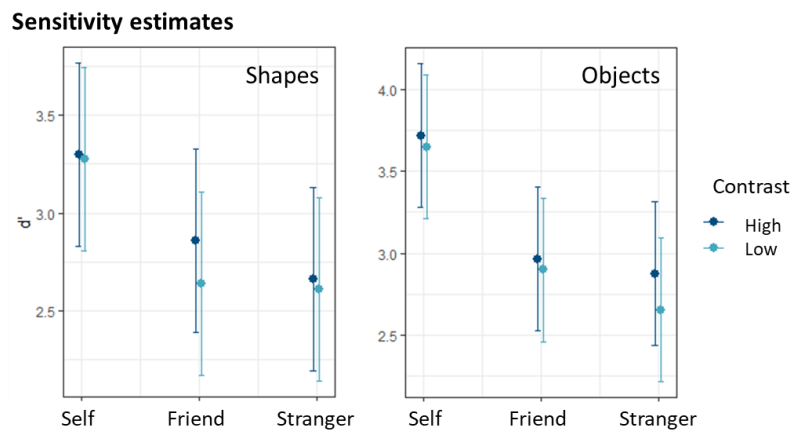 Sensitivity estimates
Shapes
3.5
3.0
2.5
d'
Self Friend Stranger
Objects
4.0
3.5
3.0
2.5
Self Friend Stranger
Contrast
High
Low